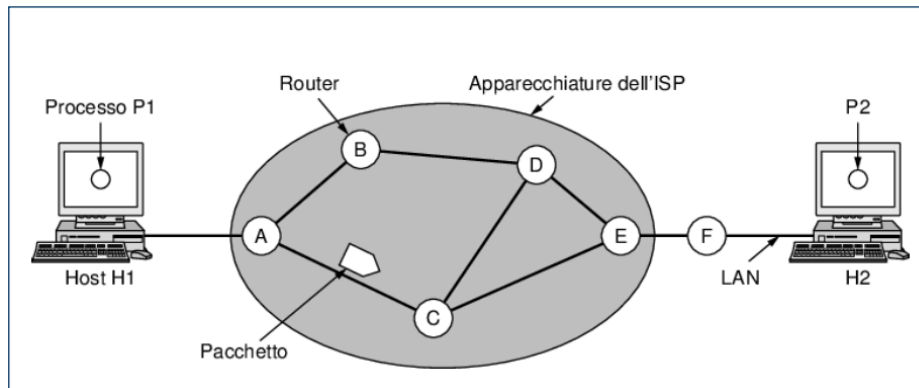 Router
Apparecchiature dell'ISP
Processo P1
P2
B
D
A
E
F
Host H1
LAN
H2
C
Pacchetto